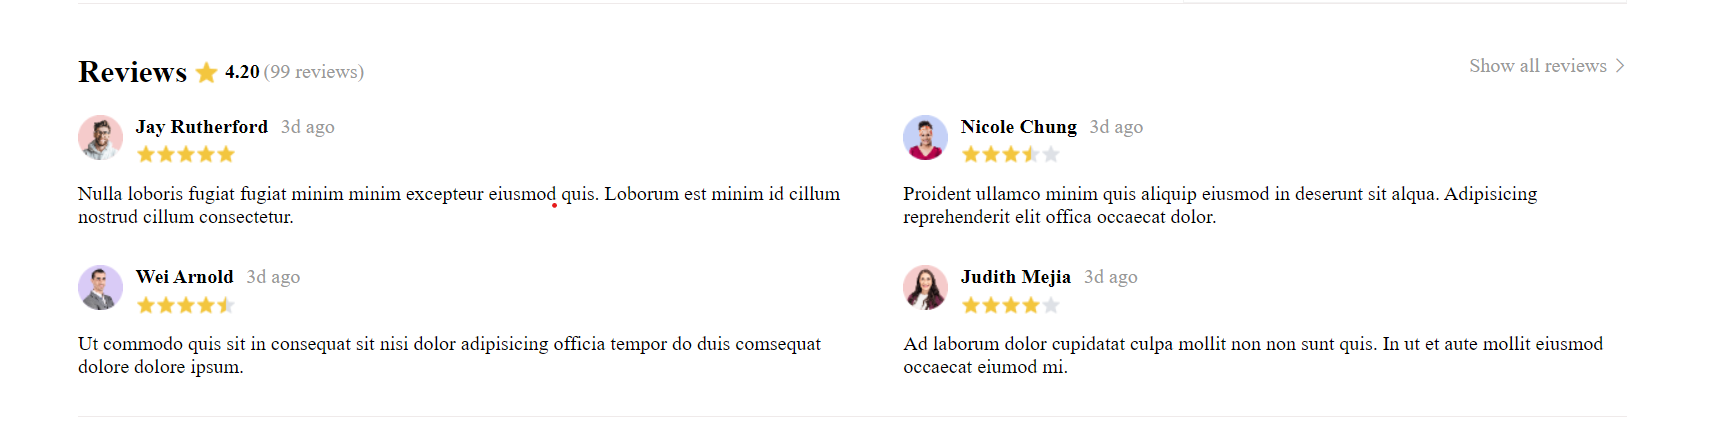 Reviews 4.20 (99 reviews)
Show all reviews
Jay Rutherford 3d ago
Nulla loboris fugiat fugiat minim minim excepteur eiusmod quis. Loborum est minim id cillum
nostrud cillum consectetur.
Nicole Chung 3d ago
Proident ullamco minim quis aliquip eiusmod in deserunt sit alqua. Adipisicing
reprehenderit elit offica occaecat dolor.
Wei Arnold 3d ago
Ut commodo quis sit in consequat sit nisi dolor adipisicing officia tempor do duis comsequat
dolore dolore ipsum.
Judith Mejia 3d ago
Ad laborum dolor cupidatat culpa mollit non non sunt quis. In ut et aute mollit eiusmod
occaecat eiumod mi.